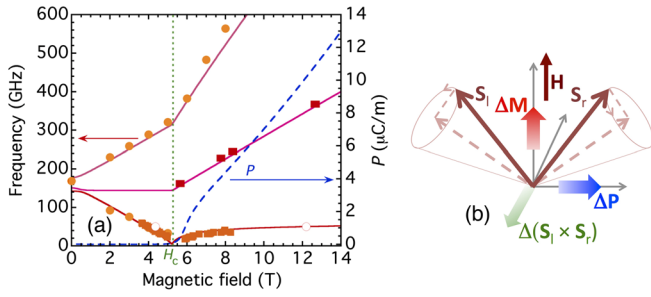 600
500
400
300
200
100
0
Frequency (GHz)
0
2
4
6
8
10
12
14
Magnetic field (T)
H_c
14
12
10
8
6
4
2
0
P (μC/m)
P
(a)
H
S_l
S_r
ΔM
ΔP
Δ(S_l × S_r)
(b)